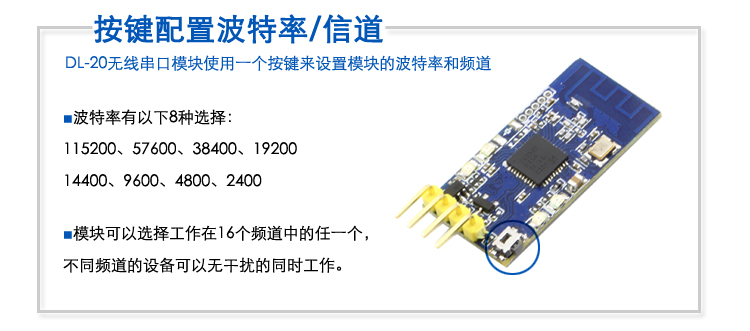 按键配置波特率/信道
DL-20无线串口模块使用一个按键来设置模块的波特率和频道
■波特率有以下8种选择：
115200、57600、38400、19200
14400、9600、4800、2400
■模块可以选择工作在16个频道中的任一个，
不同频道的设备可以无干扰的同时工作。